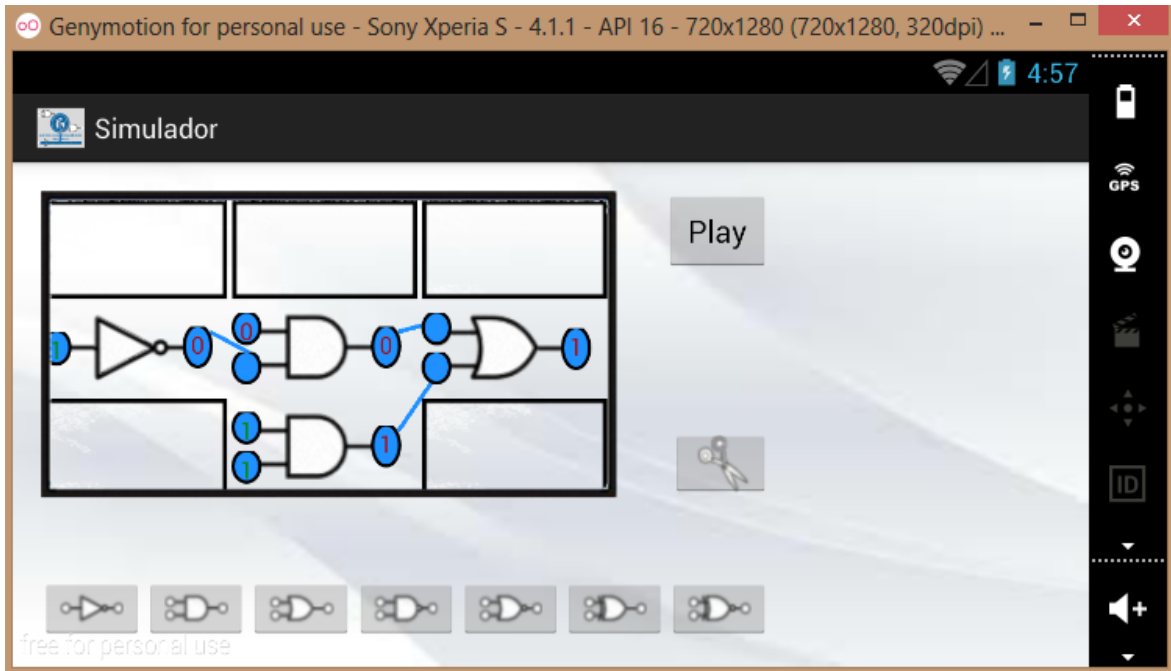 Genymotion for personal use - Sony Xperia S - 4.1.1 - API 16 - 720x1280 (720x1280, 320dpi) ...
4:57
Simulador
GPS
Play
0
1 0 0 1
1
1
1
ID
free for personal use